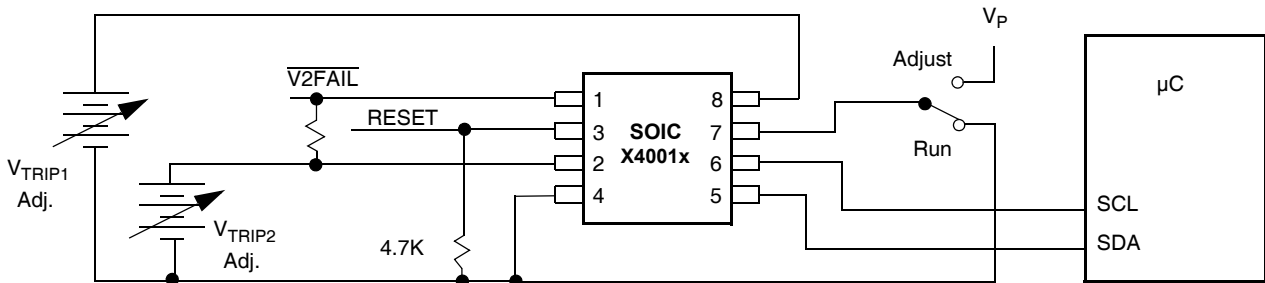 V_P
Adjust
Run
µC
V2FAIL
RESET
1
3
2
4
SOIC
X4001x
8
7
6
5
V_TRIP1
Adj.
V_TRIP2
Adj.
4.7K
SCL
SDA